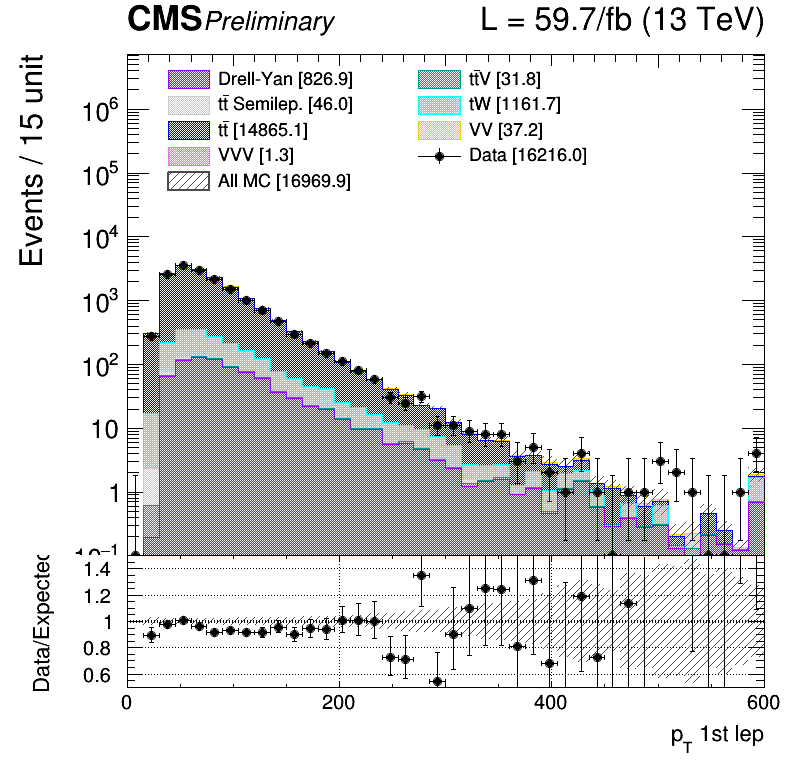 CMS Preliminary L = 59.7/fb (13 TeV)
Events / 15 unit
Drell-Yan [826.9]
tt̄ Semilep. [46.0]
tt̄ [14865.1]
VVV [1.3]
All MC [16969.9]
tt̄V [31.8]
tW [1161.7]
VV [37.2]
Data [16216.0]
10⁶
10⁵
10⁴
10³
10²
10
1
10⁻¹
Data/Expected
1.4
1.2
1
0.8
0.6
0 200 400 600
p_T 1st lep